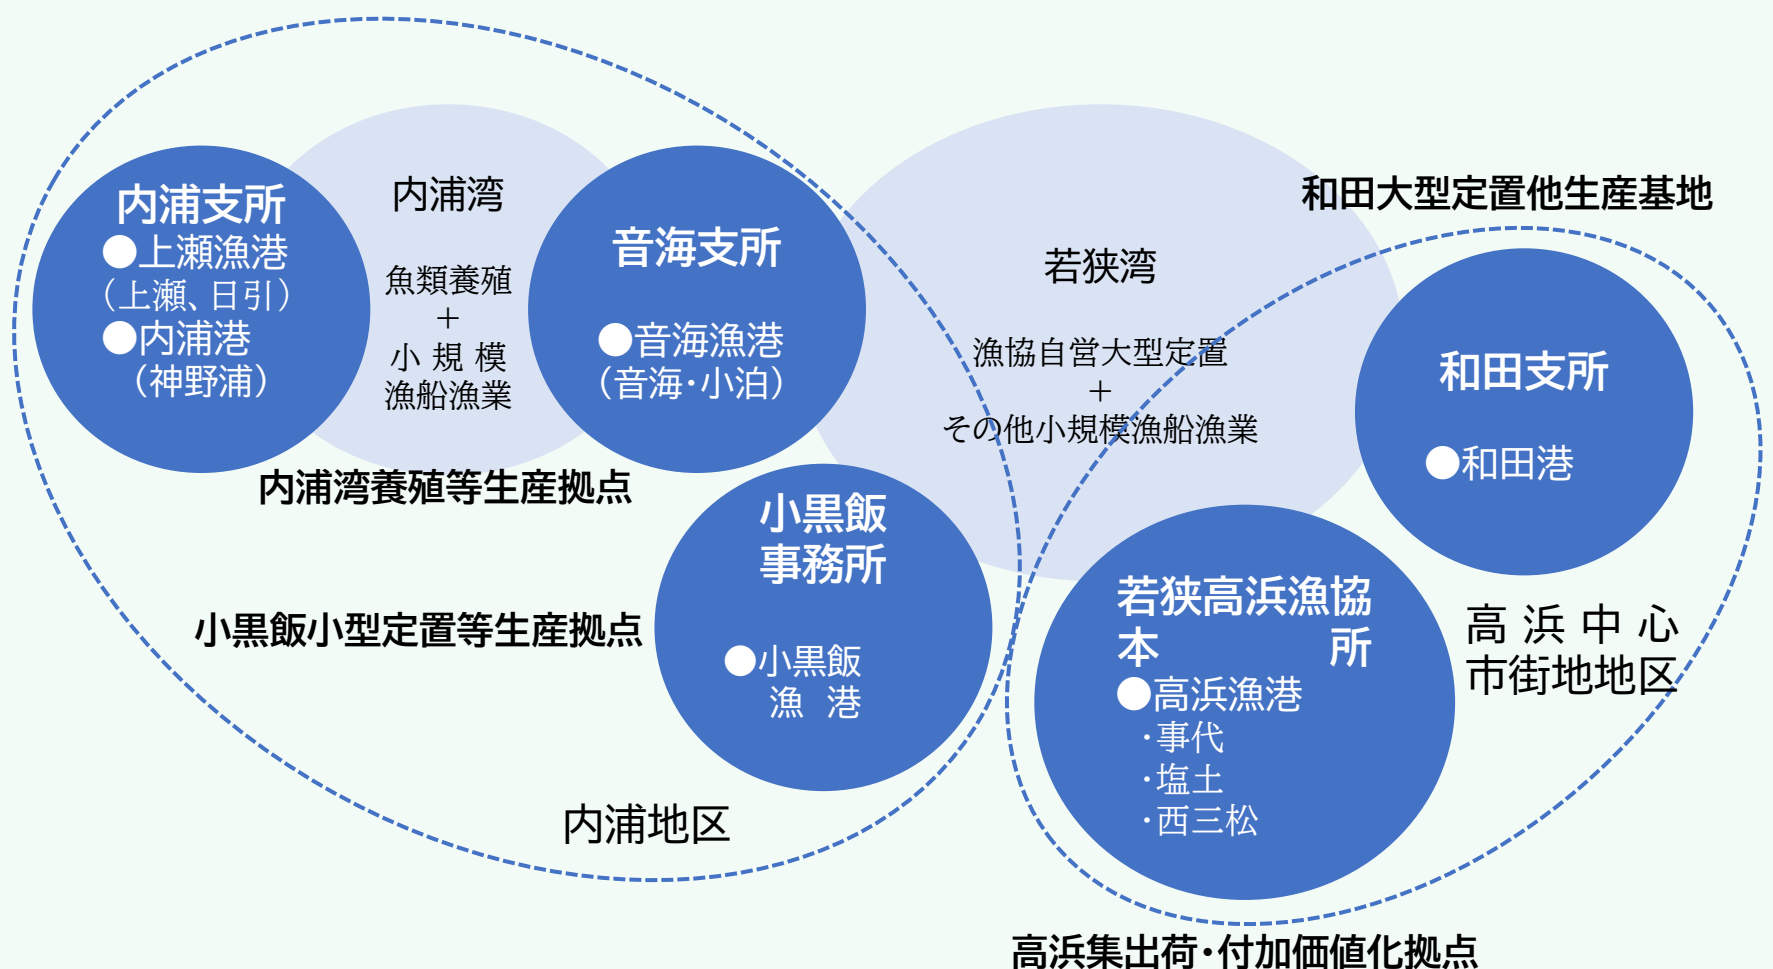 内浦支所
●上瀬漁港
（上瀬、日引）
●内浦港
（神野浦）
内浦湾
魚類養殖
＋
小 規 模
漁船漁業
音海支所
●音海漁港
（音海・小泊）
内浦湾養殖等生産拠点
小黒飯
事務所
●小黒飯
漁 港
小黒飯小型定置等生産拠点
内浦地区
若狭湾
漁協自営大型定置
＋
その他小規模漁船漁業
和田大型定置他生産基地
和田支所
●和田港
若狭高浜漁協
本 所
●高浜漁港
・事代
・塩土
・西三松
高 浜 中 心
市街地地区
高浜集出荷・付加価値化拠点